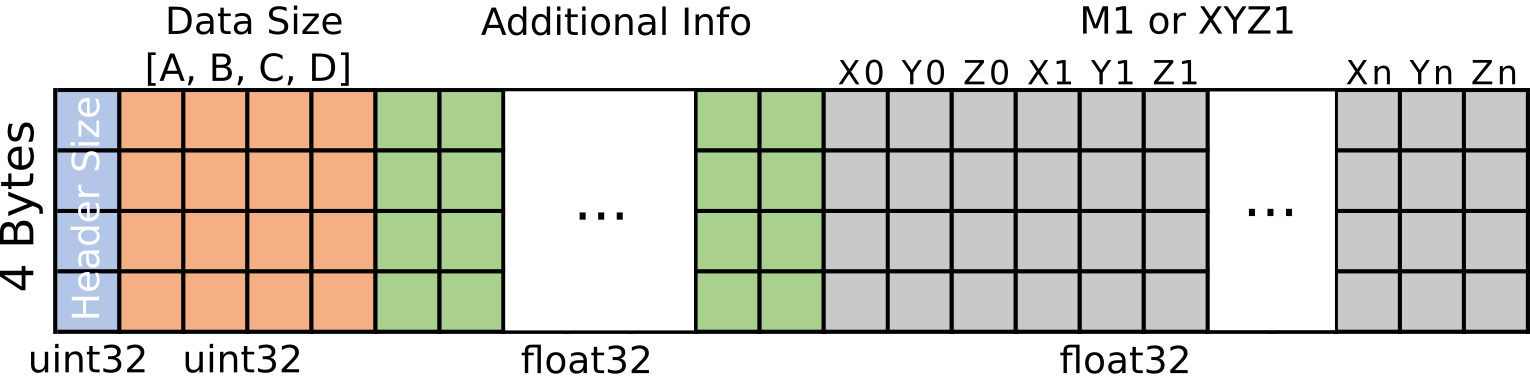 Data Size
[A, B, C, D]
Additional Info
M1 or XYZ1
X0 Y0 Z0 X1 Y1 Z1
Xn Yn Zn
4 Bytes
Header Size
...
...
uint32
uint32
float32
float32